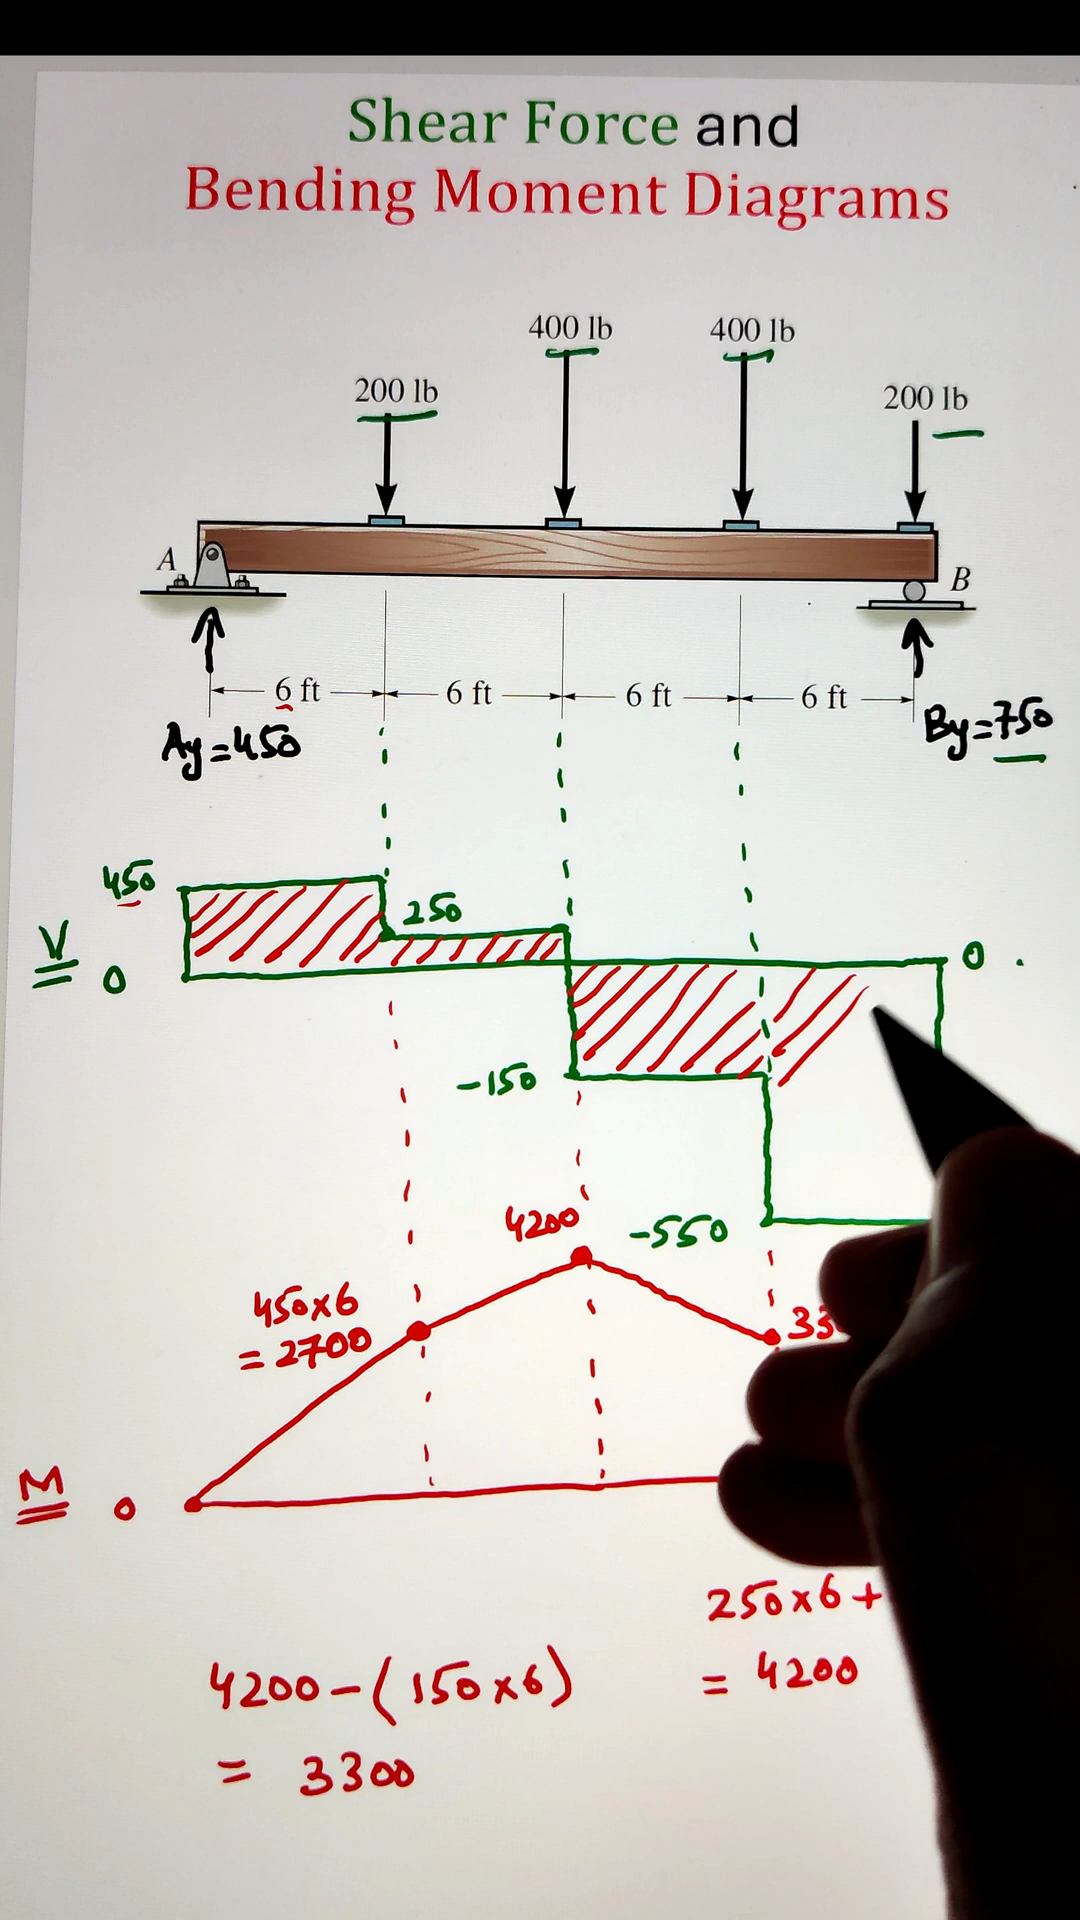 Shear Force and
Bending Moment Diagrams
400 lb
400 lb
200 lb
200 lb
A
B
6 ft
6 ft
6 ft
6 ft
Ay=450
By=750
450
250
V
0
0
-150
4200
-550
450x6
= 2700
33
M
0
250x6+
= 4200
4200-(150x6)
= 3300